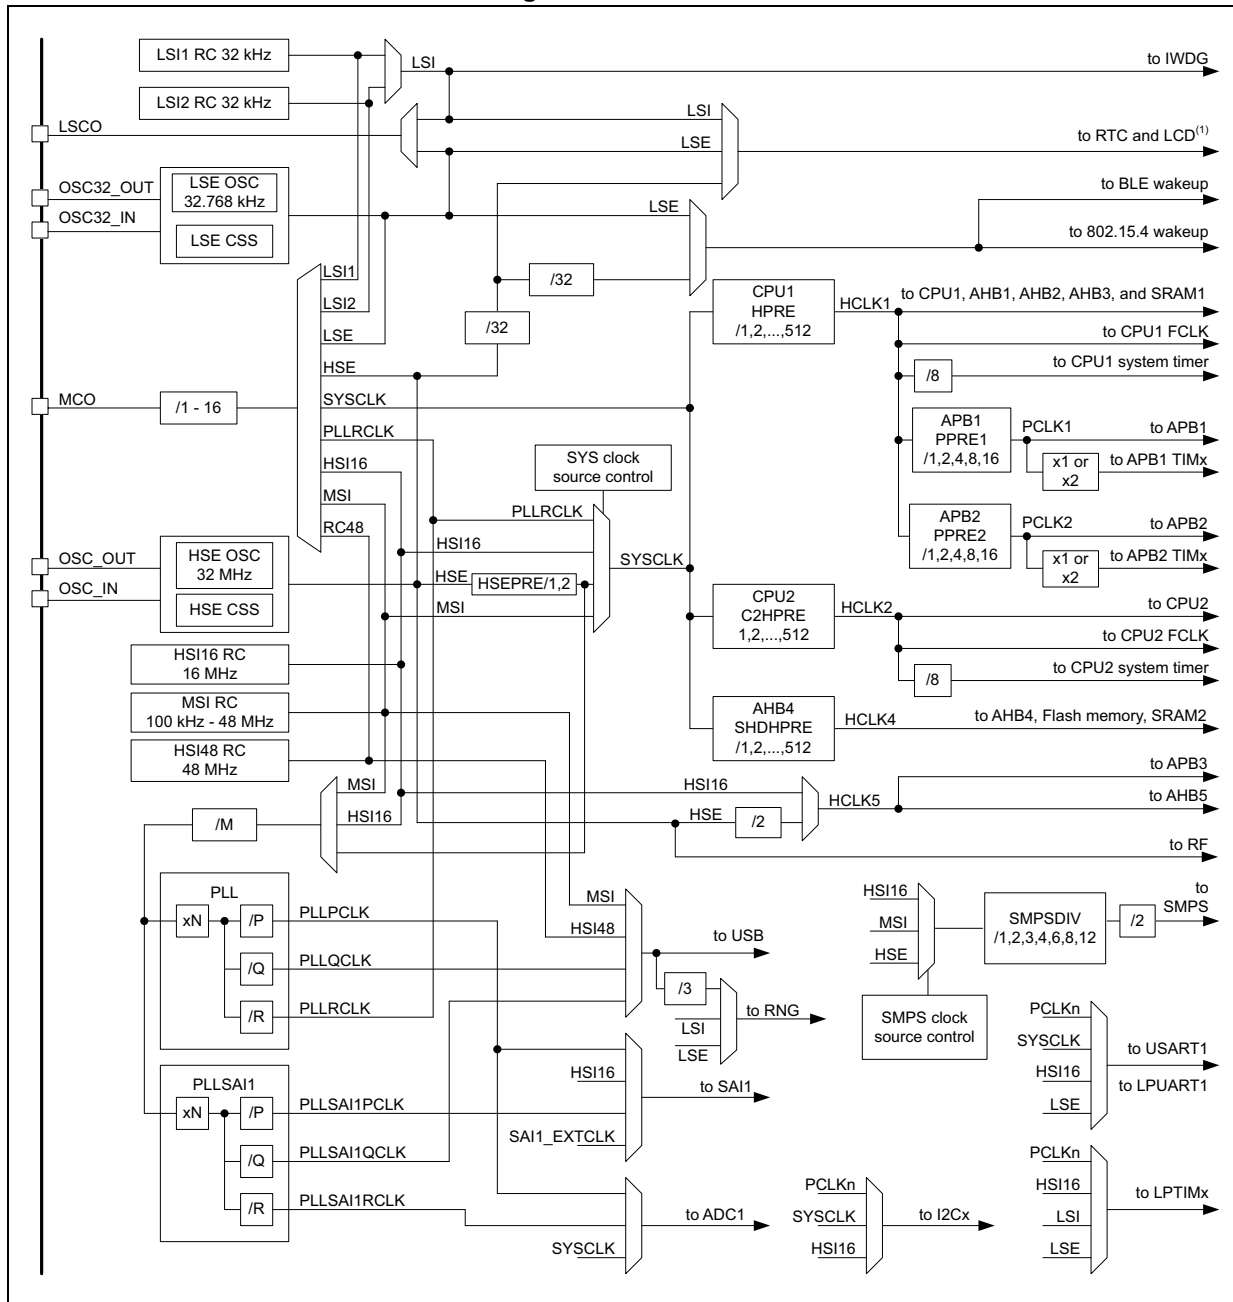 LSI1 RC 32 kHz
LSI
to IWDG
LSI2 RC 32 kHz
LSCO
LSI
LSE
to RTC and LCD(1)
OSC32_OUT
LSE OSC
32.768 kHz
to BLE wakeup
OSC32_IN
LSE CSS
LSE
to 802.15.4 wakeup
LSI1
LSI2
LSE
HSE
SYSCLK
PLLRCLK
HSI16
MSI
RC48
/32
/32
CPU1
HPRE
/1,2,...,512
HCLK1
to CPU1, AHB1, AHB2, AHB3, and SRAM1
to CPU1 FCLK
/8
to CPU1 system timer
MCO
/1 - 16
APB1
PPRE1
/1,2,4,8,16
PCLK1
to APB1
x1 or
x2
to APB1 TIMx
SYS clock
source control
APB2
PPRE2
/1,2,4,8,16
PCLK2
to APB2
x1 or
x2
to APB2 TIMx
OSC_OUT
HSE OSC
32 MHz
OSC_IN
HSE CSS
PLLRCLK
HSI16
HSE
HSEPRE/1,2
MSI
SYSCLK
CPU2
C2HPRE
1,2,...,512
HCLK2
to CPU2
to CPU2 FCLK
/8
to CPU2 system timer
HSI16 RC
16 MHz
MSI RC
100 kHz - 48 MHz
HSI48 RC
48 MHz
AHB4
SHDHPRE
/1,2,...,512
HCLK4
to AHB4, Flash memory, SRAM2
MSI
HSI16
/M
HSI16
HSE
/2
HCLK5
to APB3
to AHB5
to RF
PLL
xN
/P
PLLPCLK
/Q
PLLQCLK
/R
PLLRCLK
MSI
HSI48
to USB
/3
LSI
LSE
to RNG
HSI16
MSI
HSE
SMPSDIV
/1,2,3,4,6,8,12
/2
to
SMPS
SMPS clock
source control
PCLKn
SYSCLK
HSI16
LSE
to USART1
to LPUART1
PLLSAI1
xN
/P
PLLSAI1PCLK
/Q
PLLSAI1QCLK
/R
PLLSAI1RCLK
HSI16
SAI1_EXTCLK
to SAI1
SYSCLK
to ADC1
PCLKn
SYSCLK
HSI16
to I2Cx
PCLKn
HSI16
LSI
LSE
to LPTIMx